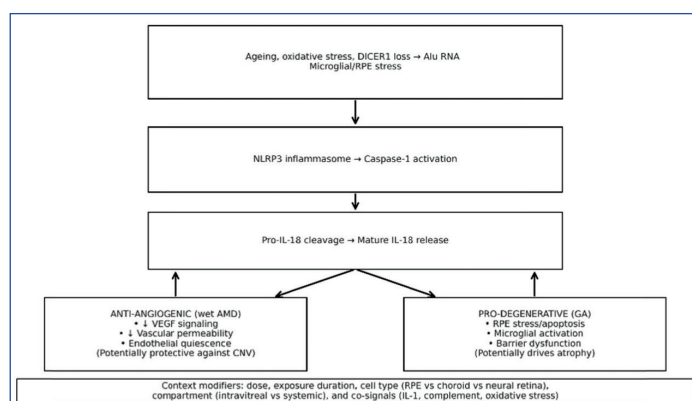 Ageing, oxidative stress, DICER1 loss → Alu RNA
Microglial/RPE stress
NLRP3 inflammasome → Caspase-1 activation
Pro-IL-18 cleavage → Mature IL-18 release
ANTI-ANGIOGENIC (wet AMD)
• ↓ VEGF signaling
• ↓ Vascular permeability
• Endothelial quiescence
(Potentially protective against CNV)
PRO-DEGENERATIVE (GA)
• RPE stress/apoptosis
• Microglial activation
• Barrier dysfunction
(Potentially drives atrophy)
Context modifiers: dose, exposure duration, cell type (RPE vs choroid vs neural retina),
compartment (intravitreal vs systemic), and co-signals (IL-1, complement, oxidative stress)